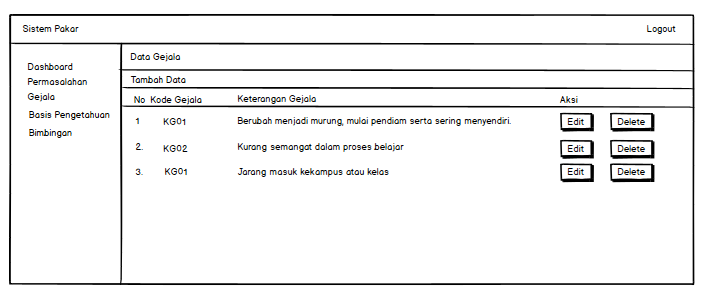 Sistem Pakar Logout
Data Gejala
Dashboard
Permasalahan
Gejala
Basis Pengetahuan
Bimbingan
Tambah Data
No Kode Gejala Keterangan Gejala Aksi
1 KG01 Berubah menjadi murung, mulai pendiam serta sering menyendiri. Edit Delete
2. KG02 Kurang semangat dalam proses belajar Edit Delete
3. KG01 Jarang masuk kekampus atau kelas Edit Delete